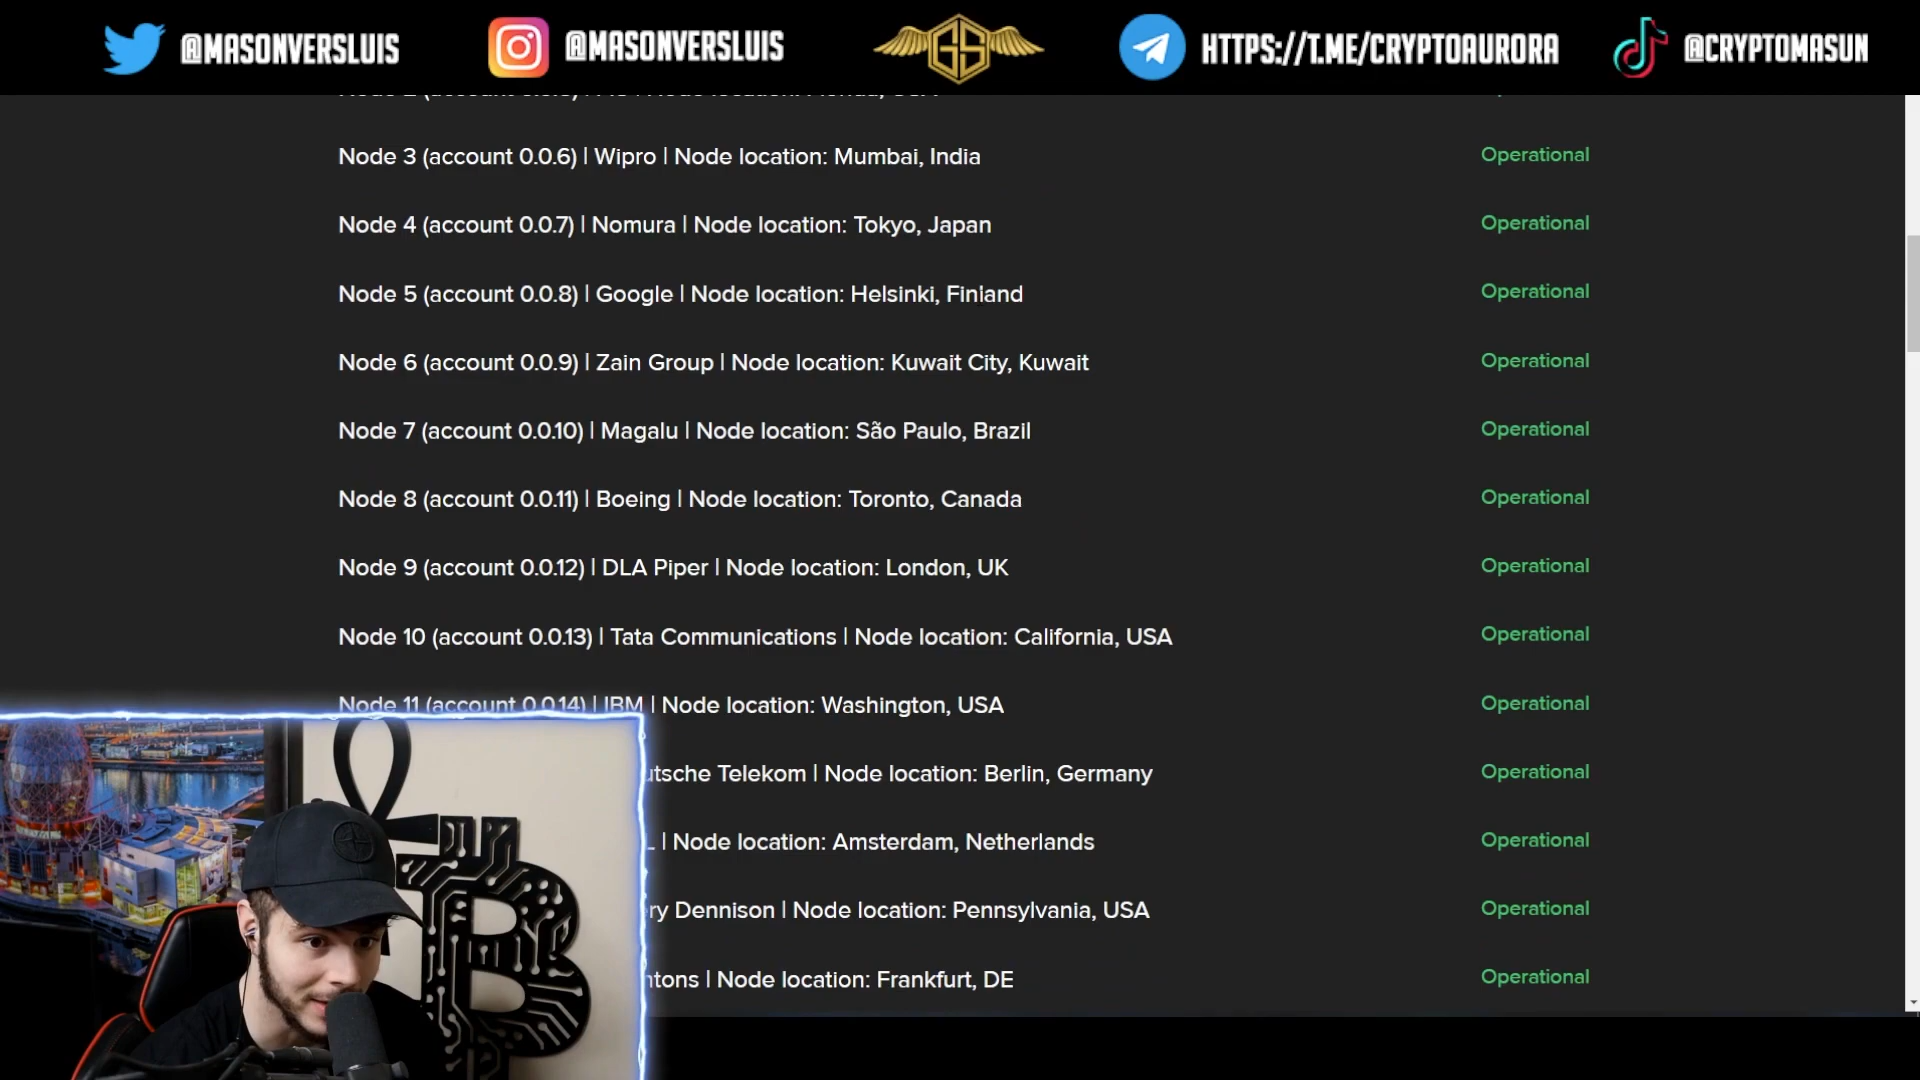 @MASONVERSLUIS
@MASONVERSLUIS
GS
HTTPS://T.ME/CRYPTOAURORA
@CRYPTOMASUN
Node 3 (account 0.0.6) | Wipro | Node location: Mumbai, India Operational
Node 4 (account 0.0.7) | Nomura | Node location: Tokyo, Japan Operational
Node 5 (account 0.0.8) | Google | Node location: Helsinki, Finland Operational
Node 6 (account 0.0.9) | Zain Group | Node location: Kuwait City, Kuwait Operational
Node 7 (account 0.0.10) | Magalu | Node location: São Paulo, Brazil Operational
Node 8 (account 0.0.11) | Boeing | Node location: Toronto, Canada Operational
Node 9 (account 0.0.12) | DLA Piper | Node location: London, UK Operational
Node 10 (account 0.0.13) | Tata Communications | Node location: California, USA Operational
Node 11 (account 0.0.14) | IBM | Node location: Washington, USA Operational
utsche Telekom | Node location: Berlin, Germany Operational
L | Node location: Amsterdam, Netherlands Operational
ry Dennison | Node location: Pennsylvania, USA Operational
ntons | Node location: Frankfurt, DE Operational